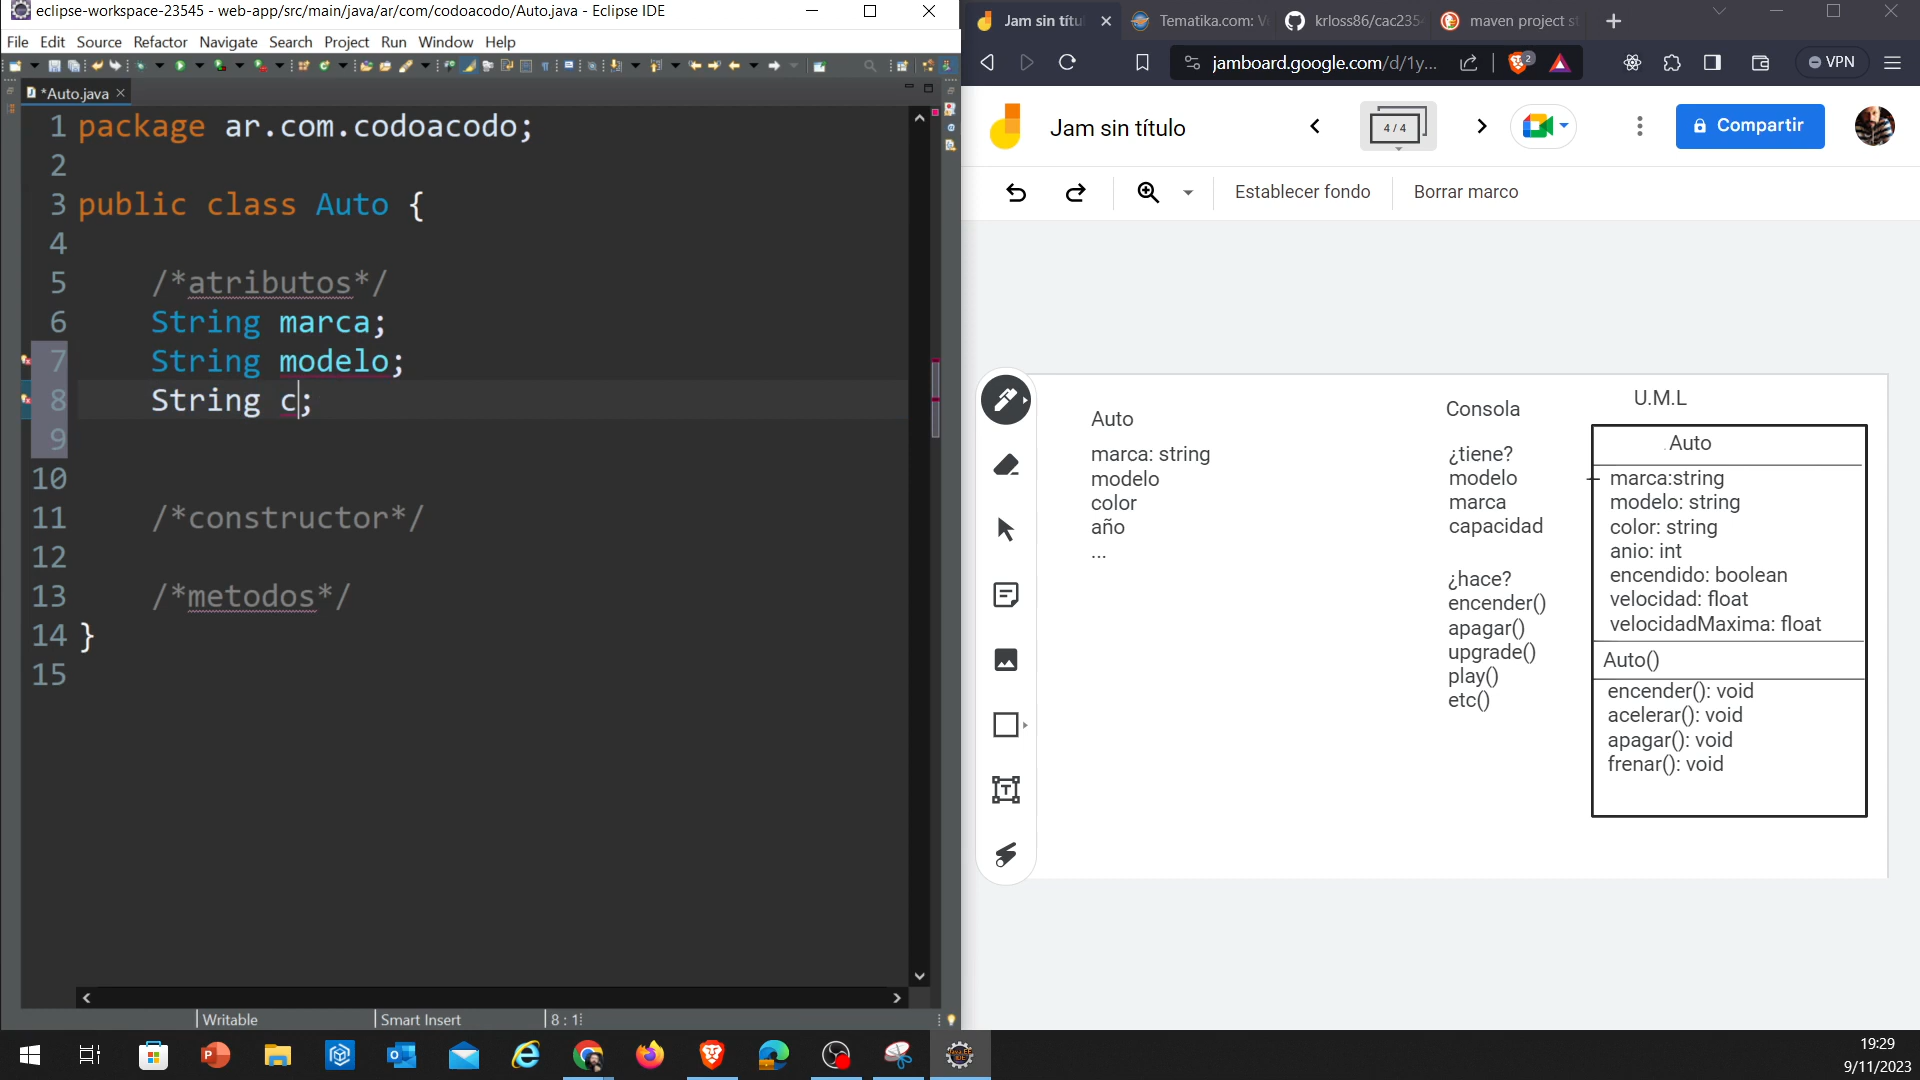 eclipse-workspace-23545 - web-app/src/main/java/ar/com/codoacodo/Auto.java - Eclipse IDE
File Edit Source Refactor Navigate Search Project Run Window Help
*Auto.java
1 package ar.com.codoacodo;
2
3 public class Auto {
4
5 /*atributos*/
6 String marca;
7 String modelo;
8 String c;
9
10
11 /*constructor*/
12
13 /*metodos*/
14 }
15
Writable
Smart Insert
8 : 1
Jam sin títu
Tematika.com: V
krloss86/cac235
maven project s
jamboard.google.com/d/1y...
2
VPN
Jam sin título
4 / 4
Compartir
Establecer fondo
Borrar marco
Auto
marca: string
modelo
color
año
...
Consola
¿tiene?
modelo
marca
capacidad
¿hace?
encender()
apagar()
upgrade()
play()
etc()
U.M.L
Auto
marca:string
modelo: string
color: string
anio: int
encendido: boolean
velocidad: float
velocidadMaxima: float
Auto()
encender(): void
acelerar(): void
apagar(): void
frenar(): void
19:29
9/11/2023